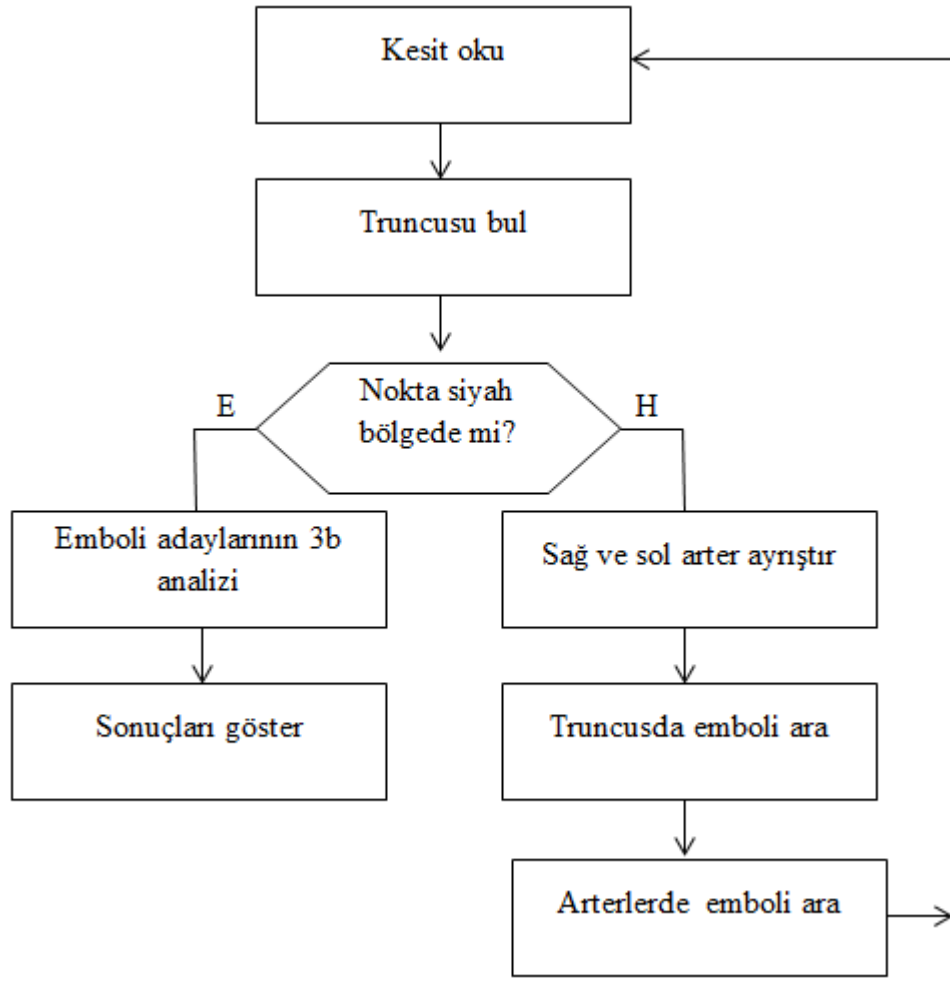 Kesit oku
Truncusu bul
Nokta siyah
bölgede mi?
E
H
Emboli adaylarının 3b
analizi
Sağ ve sol arter ayrıştır
Sonuçları göster
Truncusda emboli ara
Arterlerde emboli ara